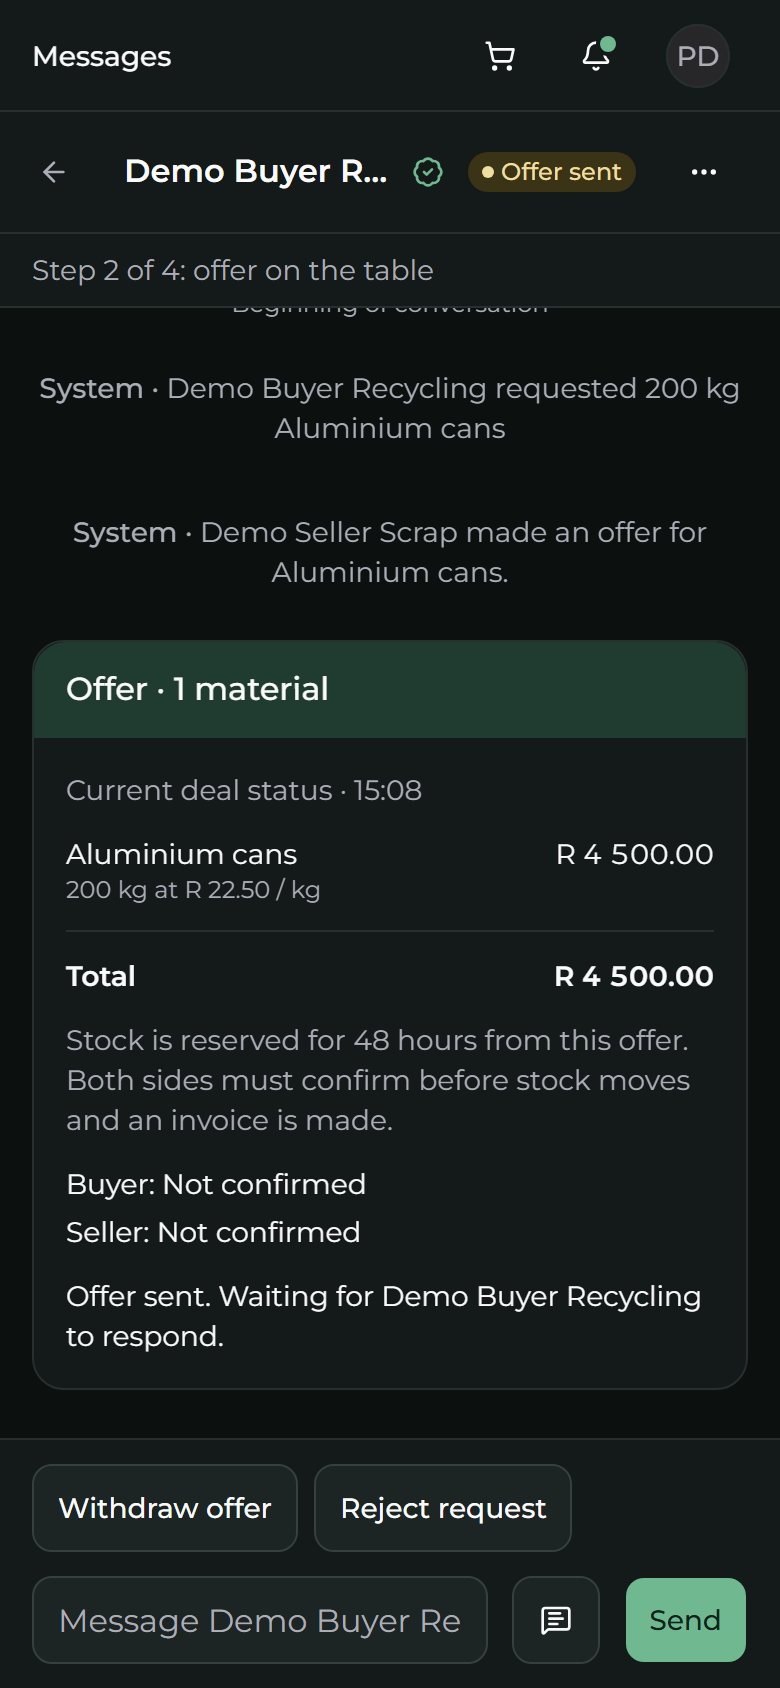 Messages
PD
Demo Buyer R...
Offer sent
Step 2 of 4: offer on the table
Beginning of conversation
System · Demo Buyer Recycling requested 200 kg
Aluminium cans
System · Demo Seller Scrap made an offer for
Aluminium cans.
Offer · 1 material
Current deal status · 15:08
Aluminium cans R 4 500.00
200 kg at R 22.50 / kg
Total R 4 500.00
Stock is reserved for 48 hours from this offer.
Both sides must confirm before stock moves
and an invoice is made.
Buyer: Not confirmed
Seller: Not confirmed
Offer sent. Waiting for Demo Buyer Recycling
to respond.
Withdraw offer
Reject request
Message Demo Buyer Re
Send